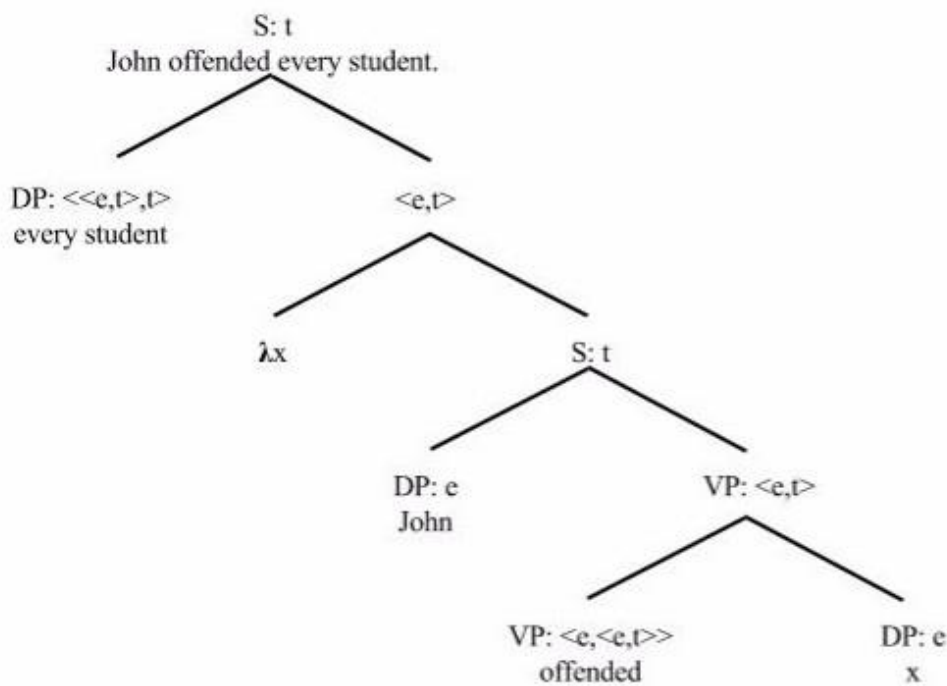 S: t
John offended every student.
DP: <<e,t>,t>
every student
<e,t>
λx
S: t
DP: e
John
VP: <e,t>
VP: <e,<e,t>>
offended
DP: e
x